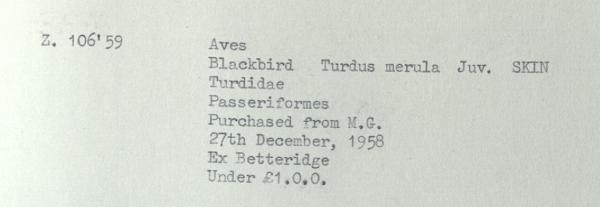 Z. 106'59 Aves
Blackbird Turdus merula Juv. SKIN
Turdidae
Passeriformes
Purchased from M.G.
27th December, 1958
Ex Betteridge
Under £1.0.0.